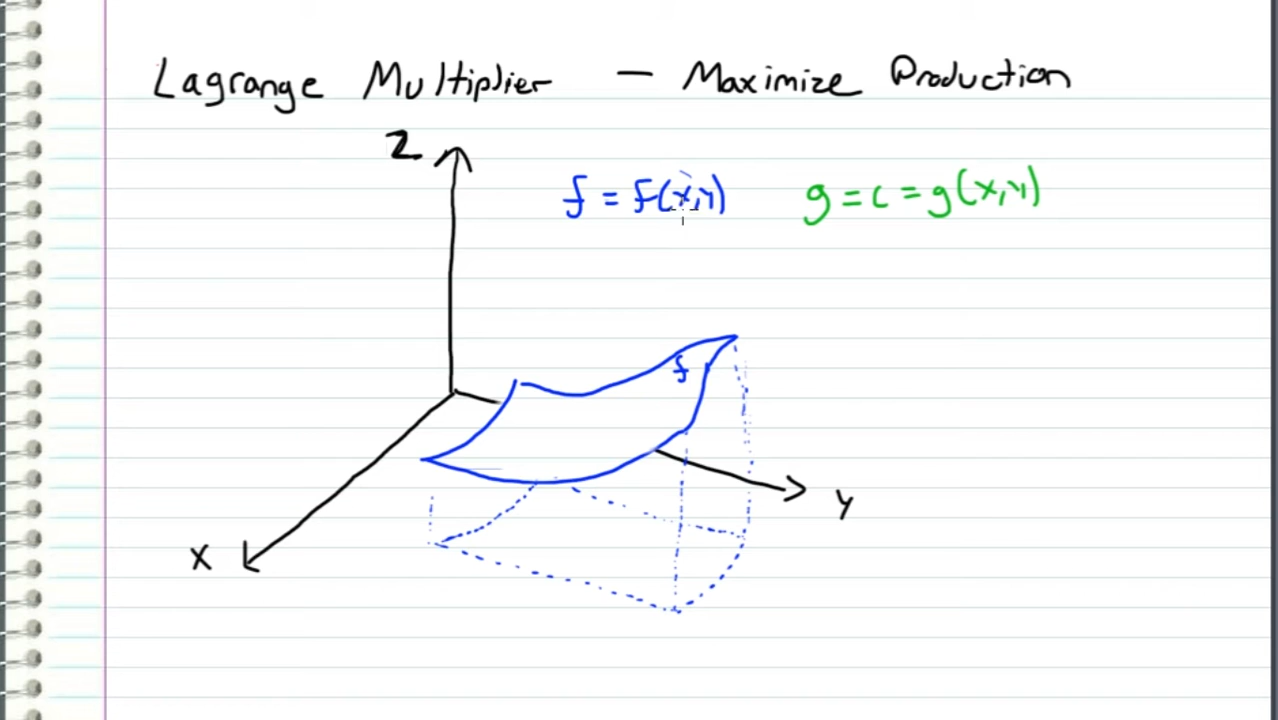 Lagrange Multiplier — Maximize Production
z
f = f(x,y) g = c = g(x,y)
f
y
x